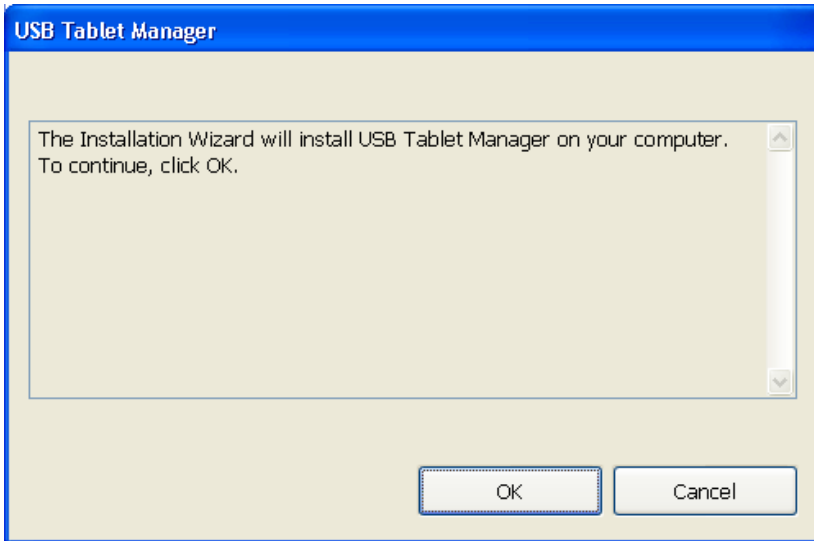 USB Tablet Manager
The Installation Wizard will install USB Tablet Manager on your computer.
To continue, click OK.
OK
Cancel